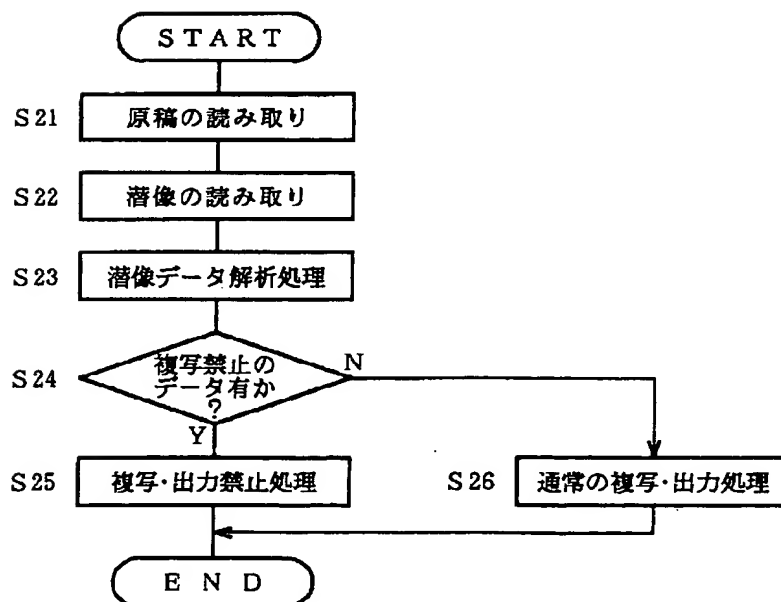 START
S21 原稿の読み取り
S22 潜像の読み取り
S23 潜像データ解析処理
複写禁止の
S24 データ有か N
?
Y
S25 複写・出力禁止処理
S26 通常の複写・出力処理
END